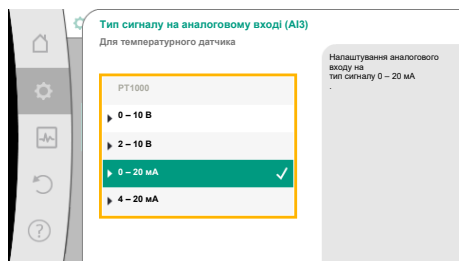 Тип сигналу на аналоговому вході (AI3)
Для температурного датчика
PT1000
0 – 10 В
2 – 10 В
0 – 20 мА
4 – 20 мА
Налаштування аналогового
входу на
тип сигналу 0 – 20 мА
.
?